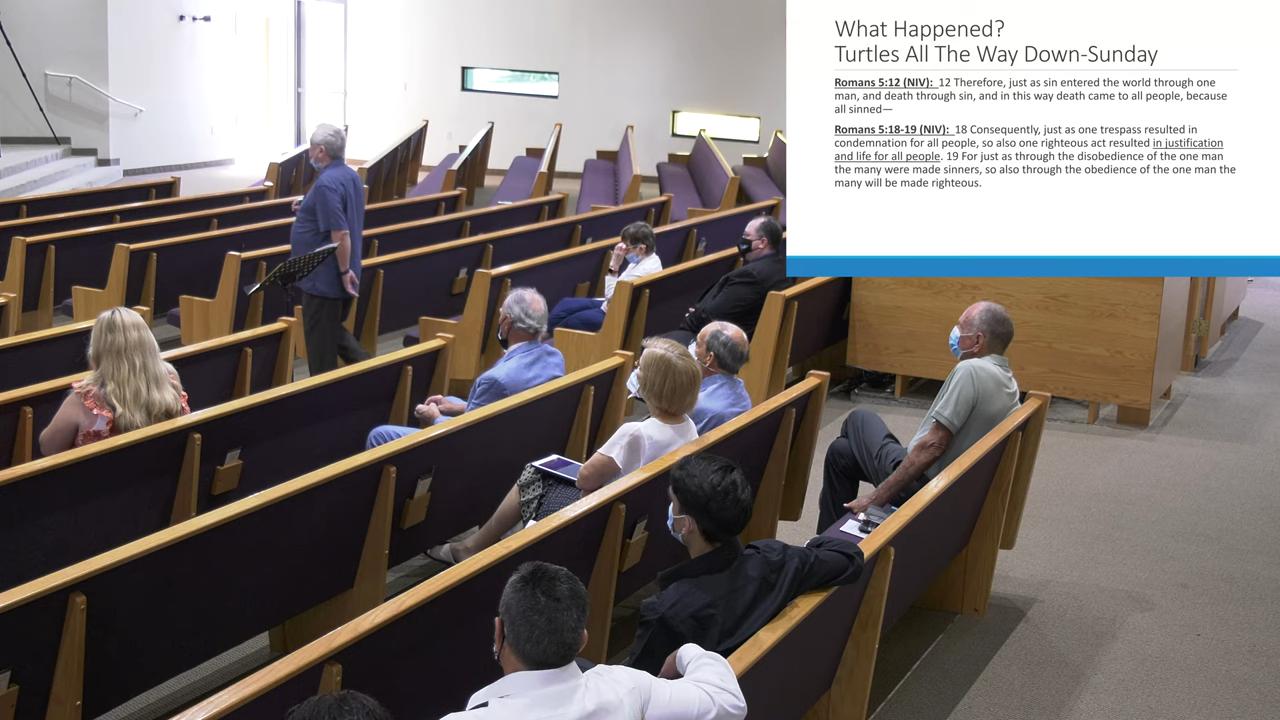 What Happened?
Turtles All The Way Down-Sunday
Romans 5:12 (NIV): 12 Therefore, just as sin entered the world through one
man, and death through sin, and in this way death came to all people, because
all sinned—
Romans 5:18-19 (NIV): 18 Consequently, just as one trespass resulted in
condemnation for all people, so also one righteous act resulted in justification
and life for all people. 19 For just as through the disobedience of the one man
the many were made sinners, so also through the obedience of the one man the
many will be made righteous.